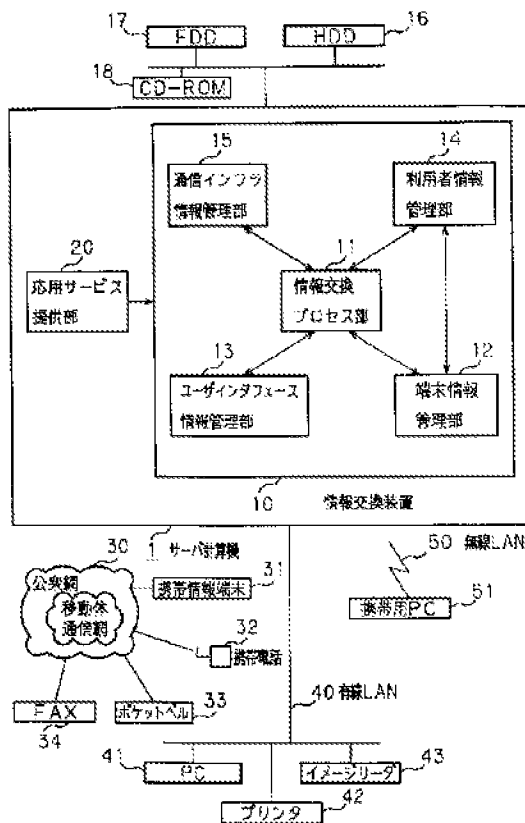 17
FDD
HDD
16
18
CD-ROM
15
通信インフラ
情報管理部
14
利用者情報
管理部
20
応用サービス
提供部
11
情報交換
プロセス部
13
ユーザインタフェース
情報管理部
12
端末情報
管理部
10
情報交換装置
30
1 サーバ計算機
50 無線LAN
公衆網
移動体
通信網
31
携帯情報端末
携帯用PC
51
32
携帯電話
FAX
34
ポケットベル
33
40 有線LAN
41
PC
イメージリーダ
43
プリンタ
42